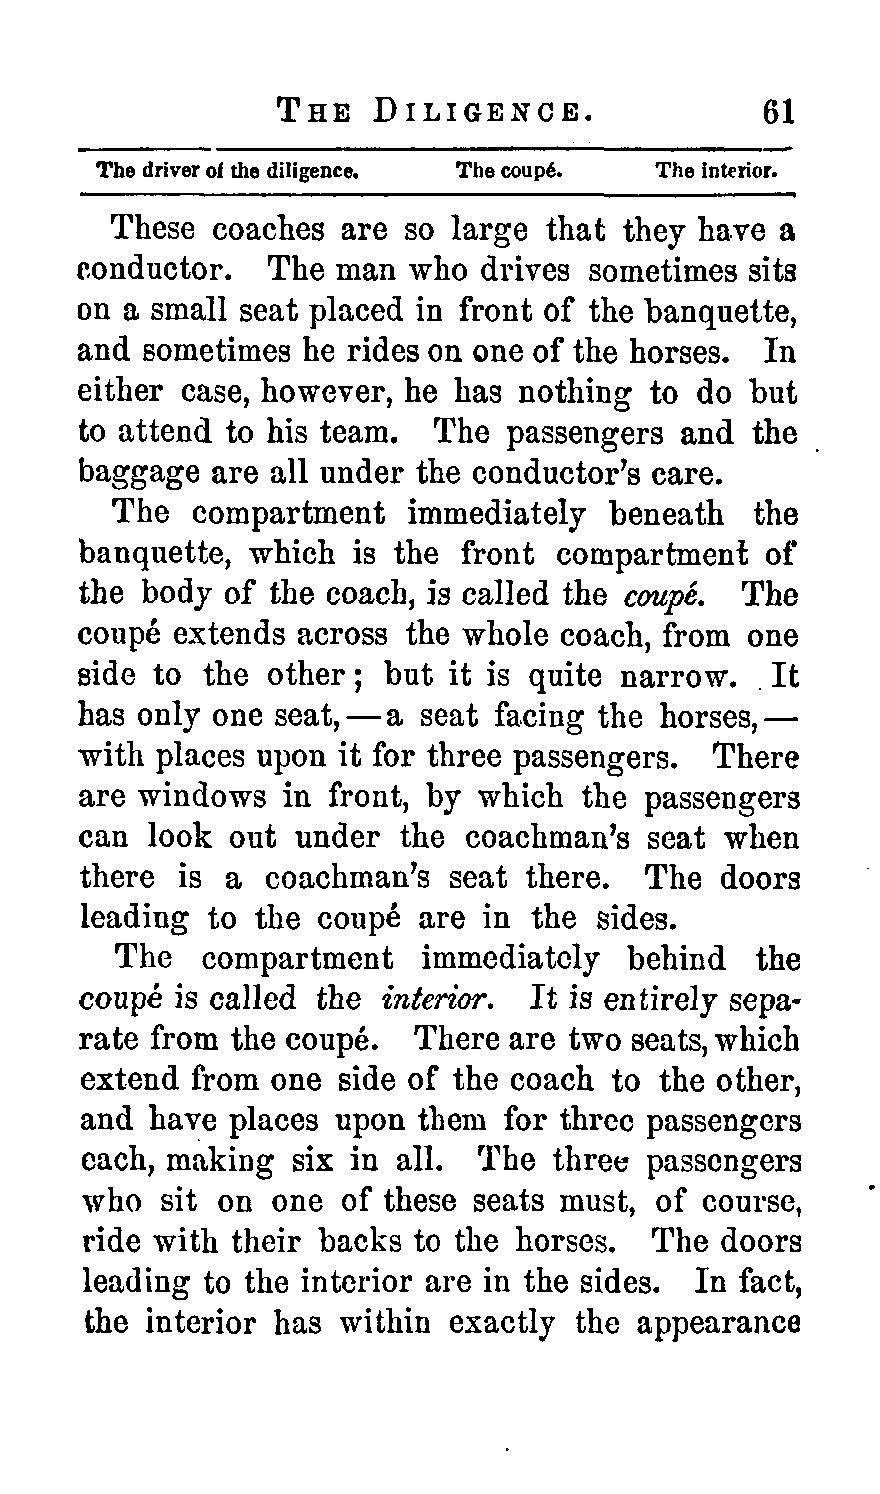 THE DILIGENCE. 61
The driver of the diligence. The coupé. The interior.
These coaches are so large that they have a
conductor. The man who drives sometimes sits
on a small seat placed in front of the banquette,
and sometimes he rides on one of the horses. In
either case, however, he has nothing to do but
to attend to his team. The passengers and the
baggage are all under the conductor's care.
The compartment immediately beneath the
banquette, which is the front compartment of
the body of the coach, is called the coupé. The
coupé extends across the whole coach, from one
side to the other; but it is quite narrow. It
has only one seat,—a seat facing the horses,—
with places upon it for three passengers. There
are windows in front, by which the passengers
can look out under the coachman's seat when
there is a coachman's seat there. The doors
leading to the coupé are in the sides.
The compartment immediately behind the
coupé is called the interior. It is entirely sepa-
rate from the coupé. There are two seats, which
extend from one side of the coach to the other,
and have places upon them for three passengers
each, making six in all. The three passengers
who sit on one of these seats must, of course,
ride with their backs to the horses. The doors
leading to the interior are in the sides. In fact,
the interior has within exactly the appearance